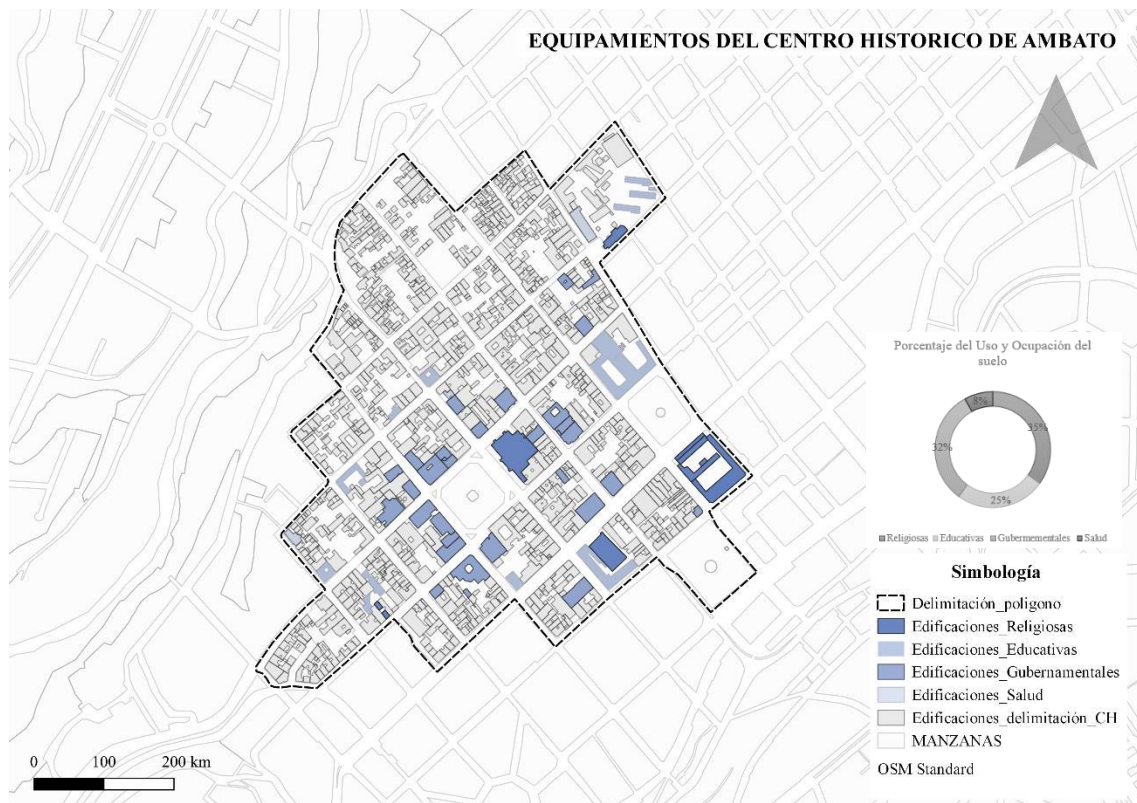 EQUIPAMIENTOS DEL CENTRO HISTORICO DE AMBATO
Porcentaje del Uso y Ocupación del
suelo
8%
35%
32%
25%
Religiosas Educativas Gubernementales Salud
Simbología
Delimitación_poligono
Edificaciones_Religiosas
Edificaciones_Educativas
Edificaciones_Gubernamentales
Edificaciones_Salud
Edificaciones_delimitación_CH
MANZANAS
OSM Standard
0 100 200 km